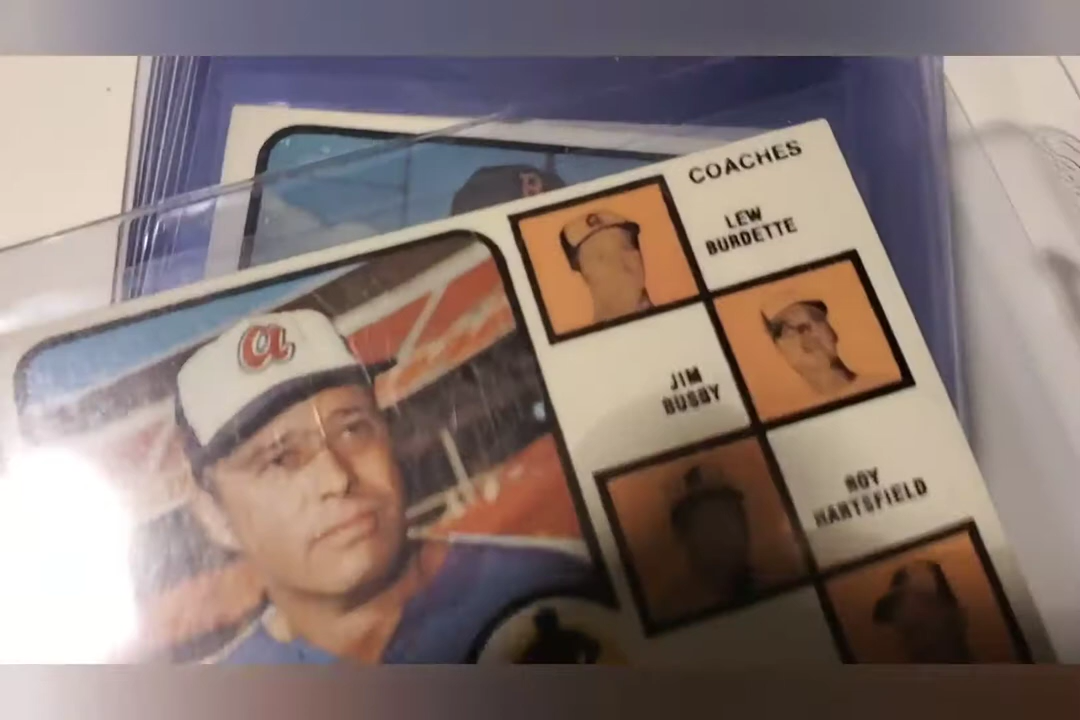 B
COACHES
LEW
BURDETTE
a
JIM
BUSBY
ROY
HARTSFIELD